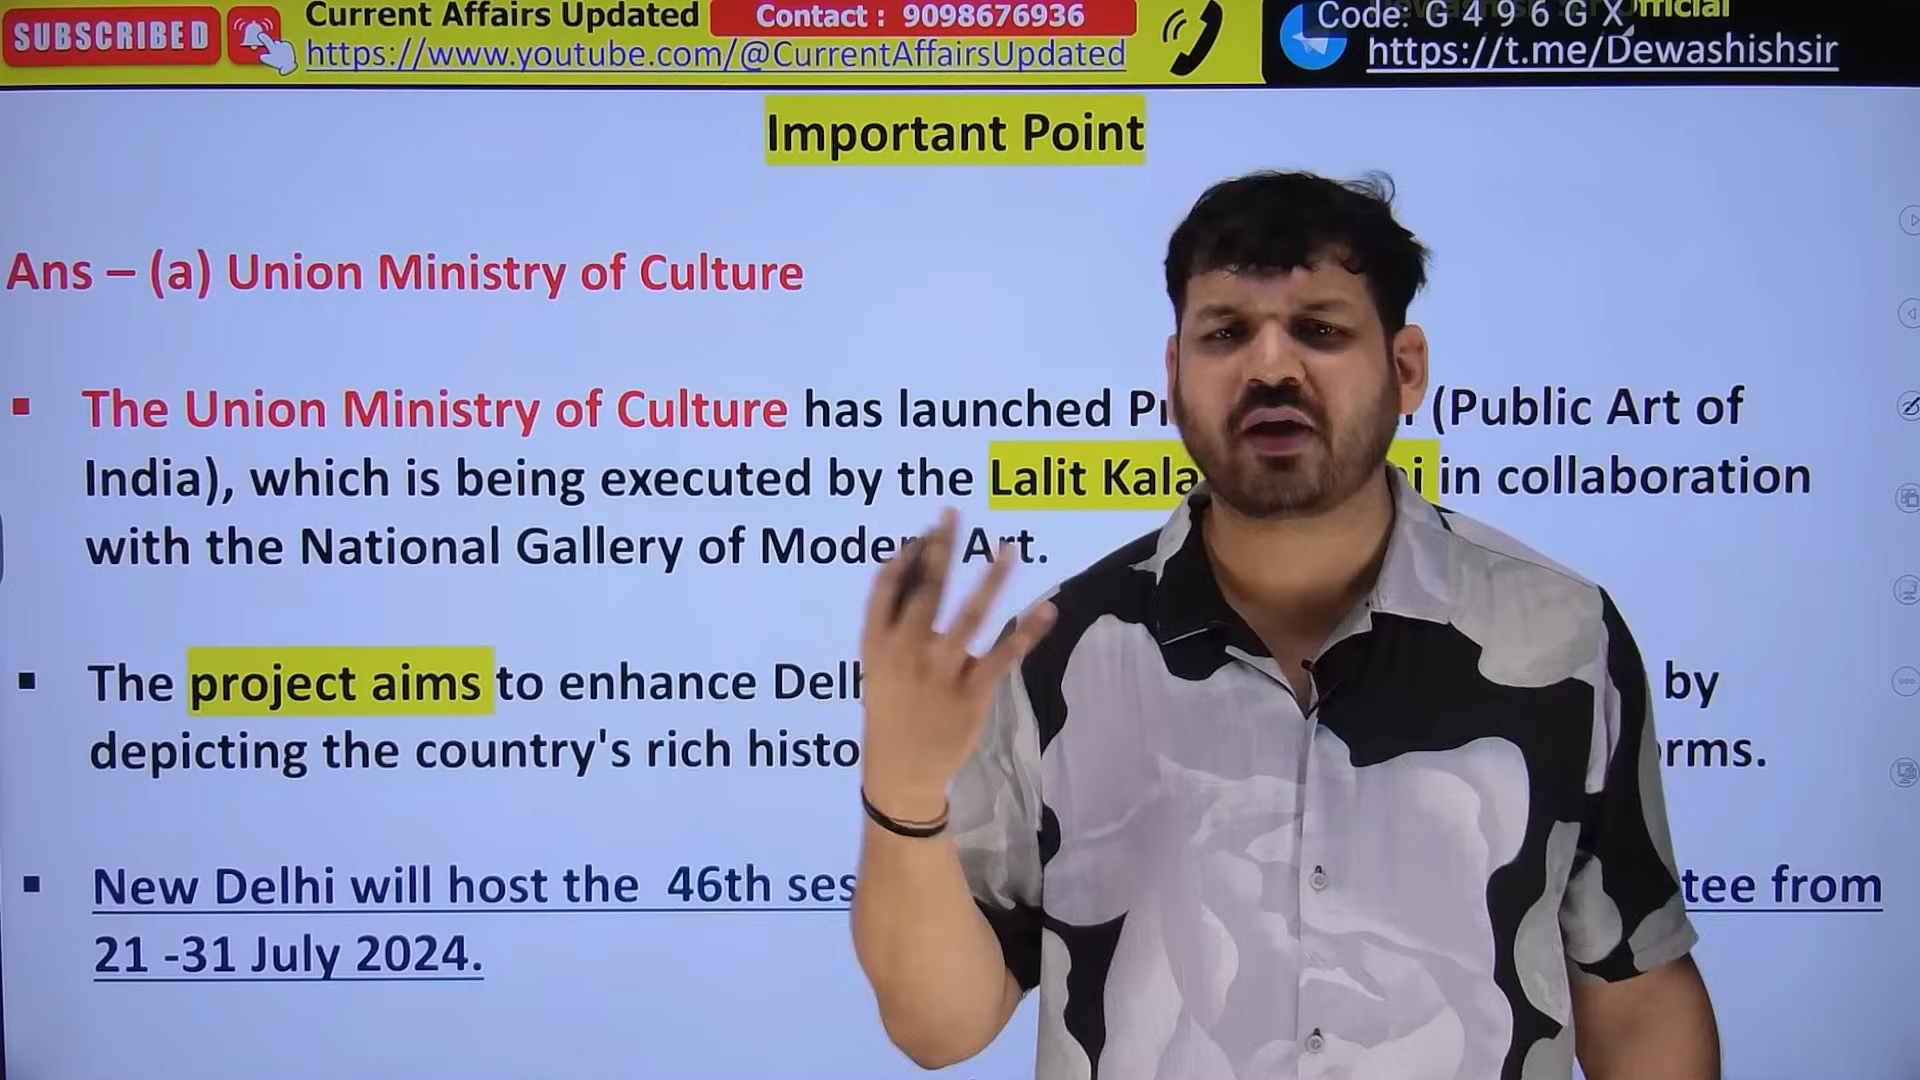 SUBSCRIBED
Current Affairs Updated
Contact : 9098676936
https://www.youtube.com/@CurrentAffairsUpdated
Code: G 4 9 6 G X
https://t.me/Dewashishsir
Important Point
Ans – (a) Union Ministry of Culture
▪ The Union Ministry of Culture has launched (Public Art of
India), which is being executed by the Lalit Kala in collaboration
with the National Gallery of Modern Art.
▪ The project aims to enhance by
depicting the country's rich
▪ New Delhi will host the 46th from
21 -31 July 2024.